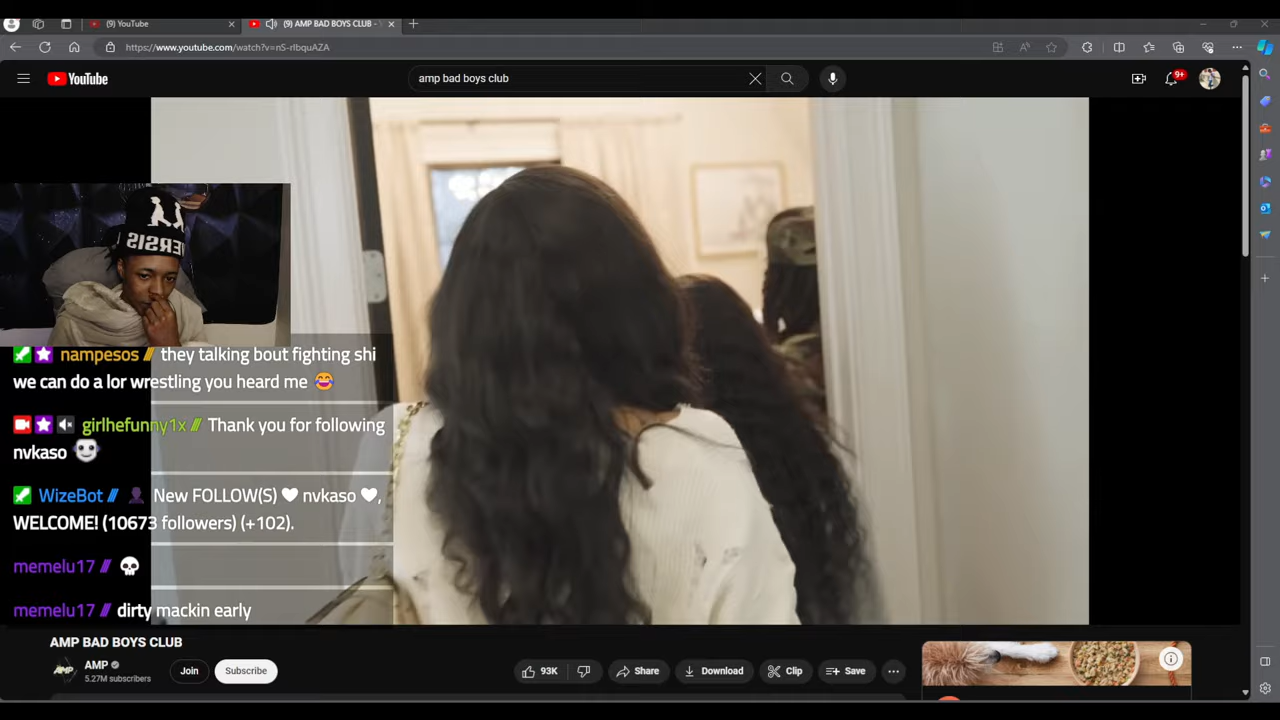 (9) YouTube
(9) AMP BAD BOYS CLUB -
https://www.youtube.com/watch?v=nS-rIbquAZA
YouTube
amp bad boys club
9+
nampesos /// they talking bout fighting shi
we can do a lor wrestling you heard me 😂
girlhefunny1x /// Thank you for following
nvkaso
WizeBot /// New FOLLOW(S) ♥ nvkaso ♥,
WELCOME! (10673 followers) (+102).
memelu17 /// 💀
memelu17 /// dirty mackin early
AMP BAD BOYS CLUB
AMP
5.27M subscribers
Join
Subscribe
93K
Share
Download
Clip
Save